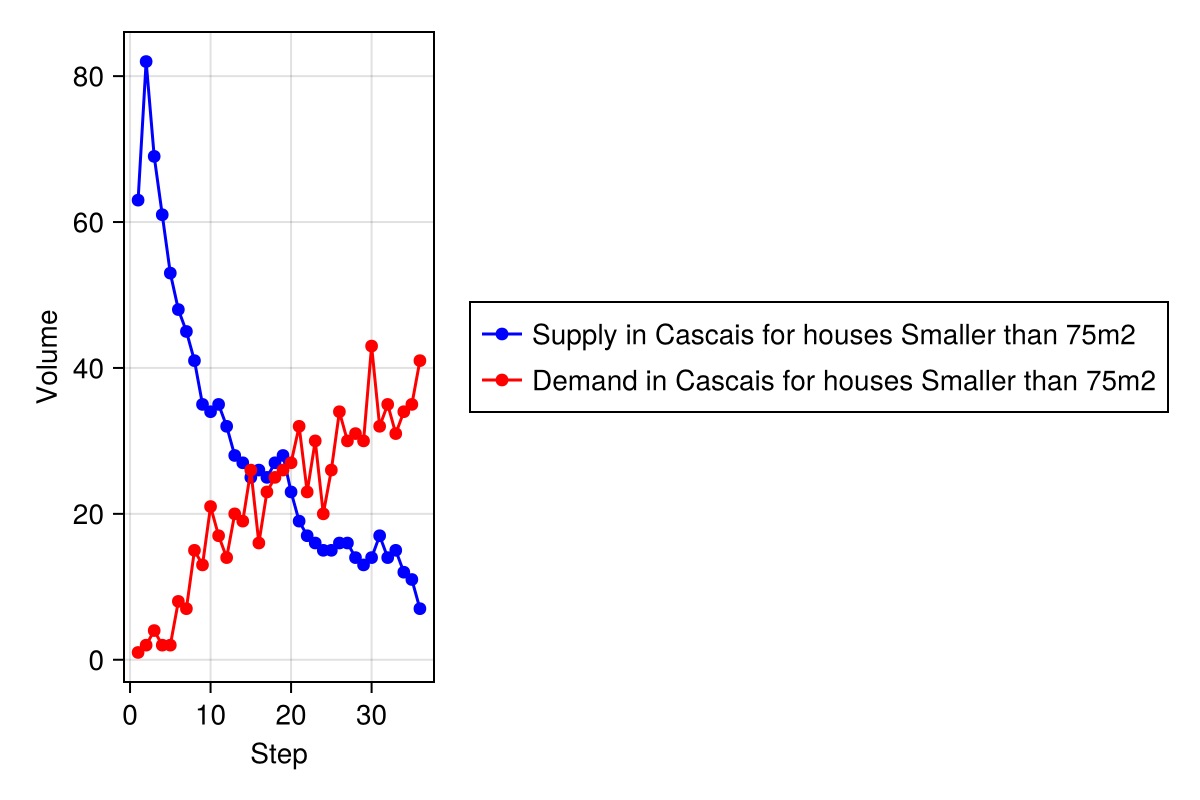 80
60
40
20
0
Volume
0 10 20 30
Step
Supply in Cascais for houses Smaller than 75m2
Demand in Cascais for houses Smaller than 75m2